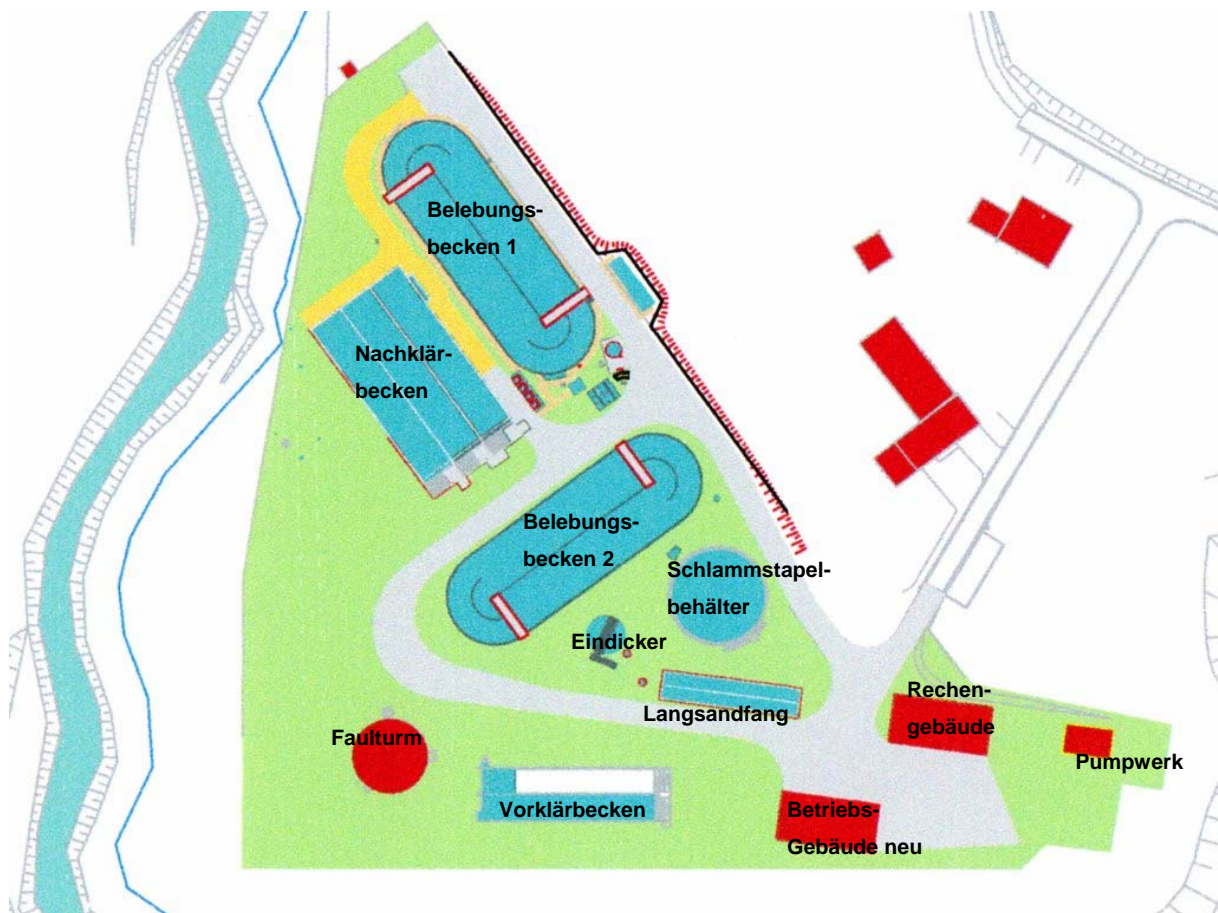 Belebungs-
becken 1
Nachklär-
becken
Belebungs-
becken 2
Schlammstapel-
behälter
Eindicker
Rechen-
gebäude
Langsandfang
Faulturm
Pumpwerk
Vorklärbecken
Betriebs-
Gebäude neu